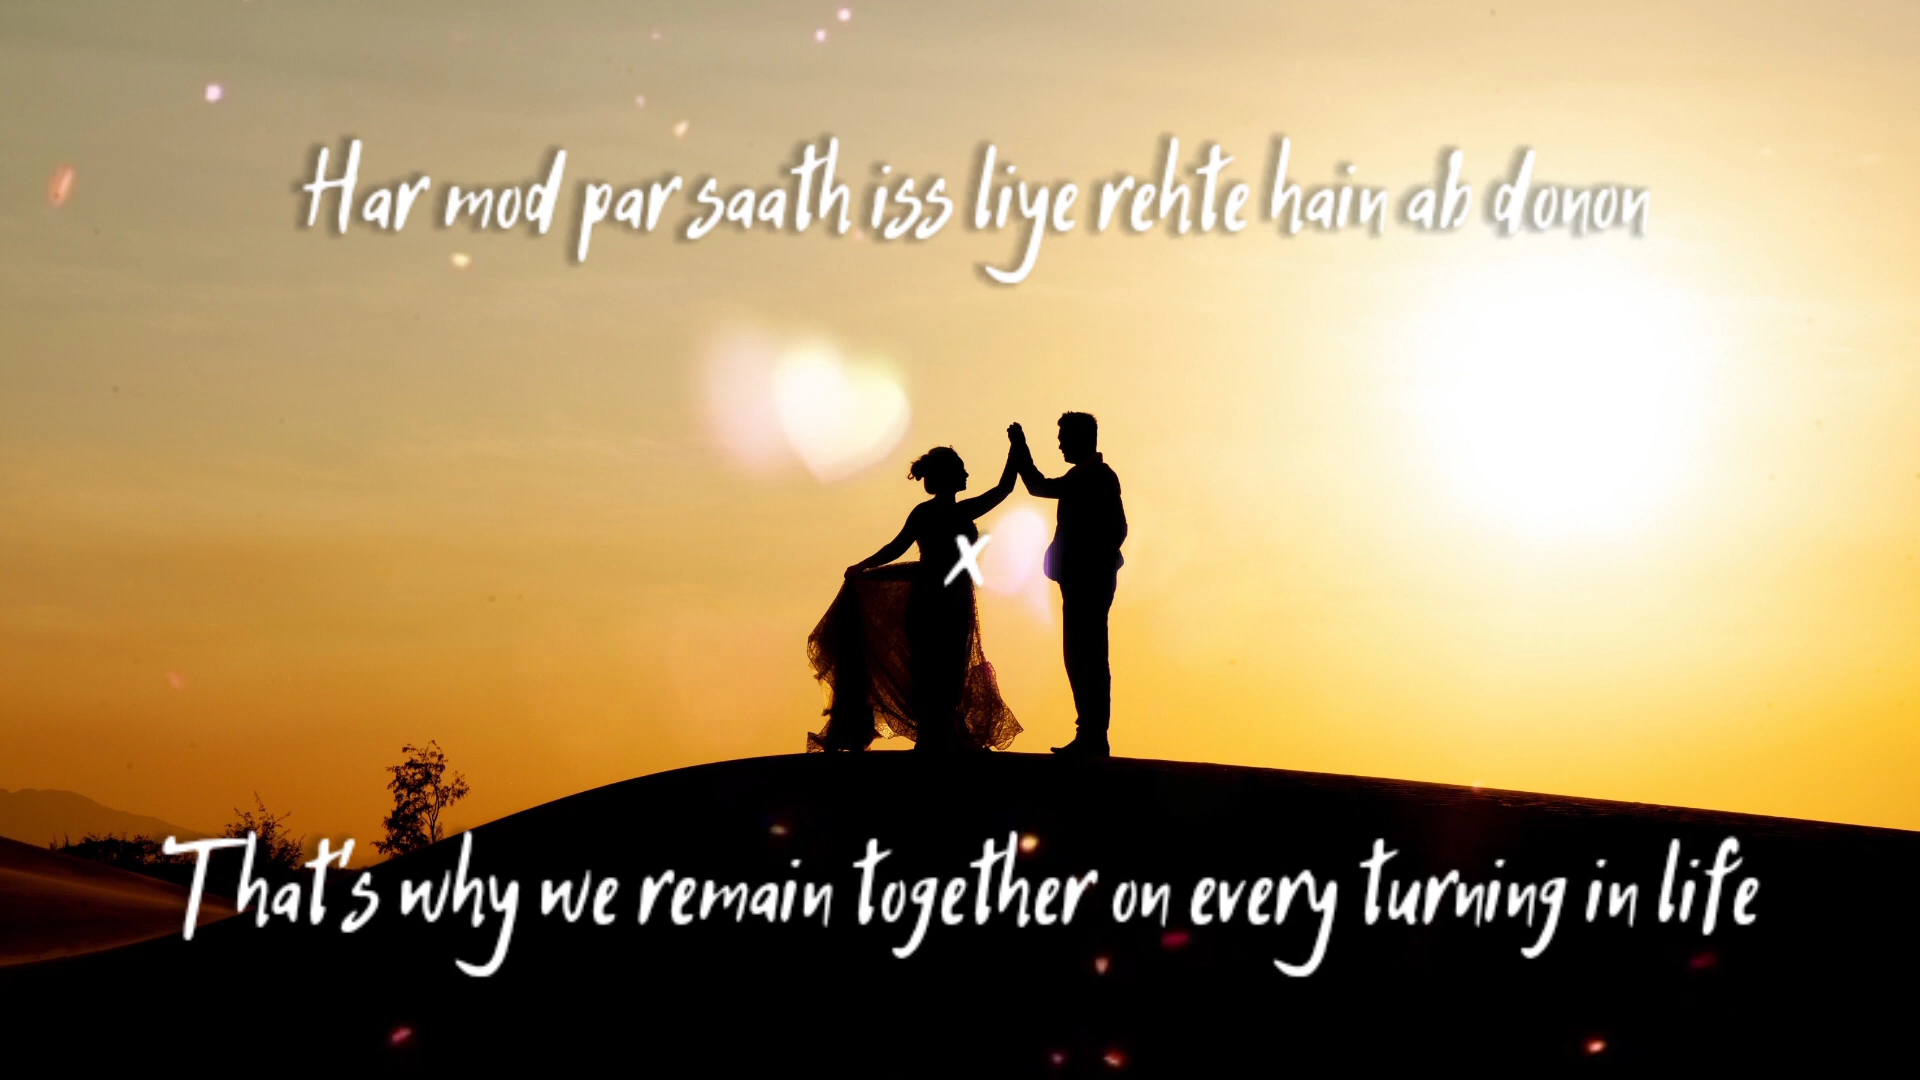 Har mod par saath iss liye rehte hain ab donon
x
That's why we remain together on every turning in life